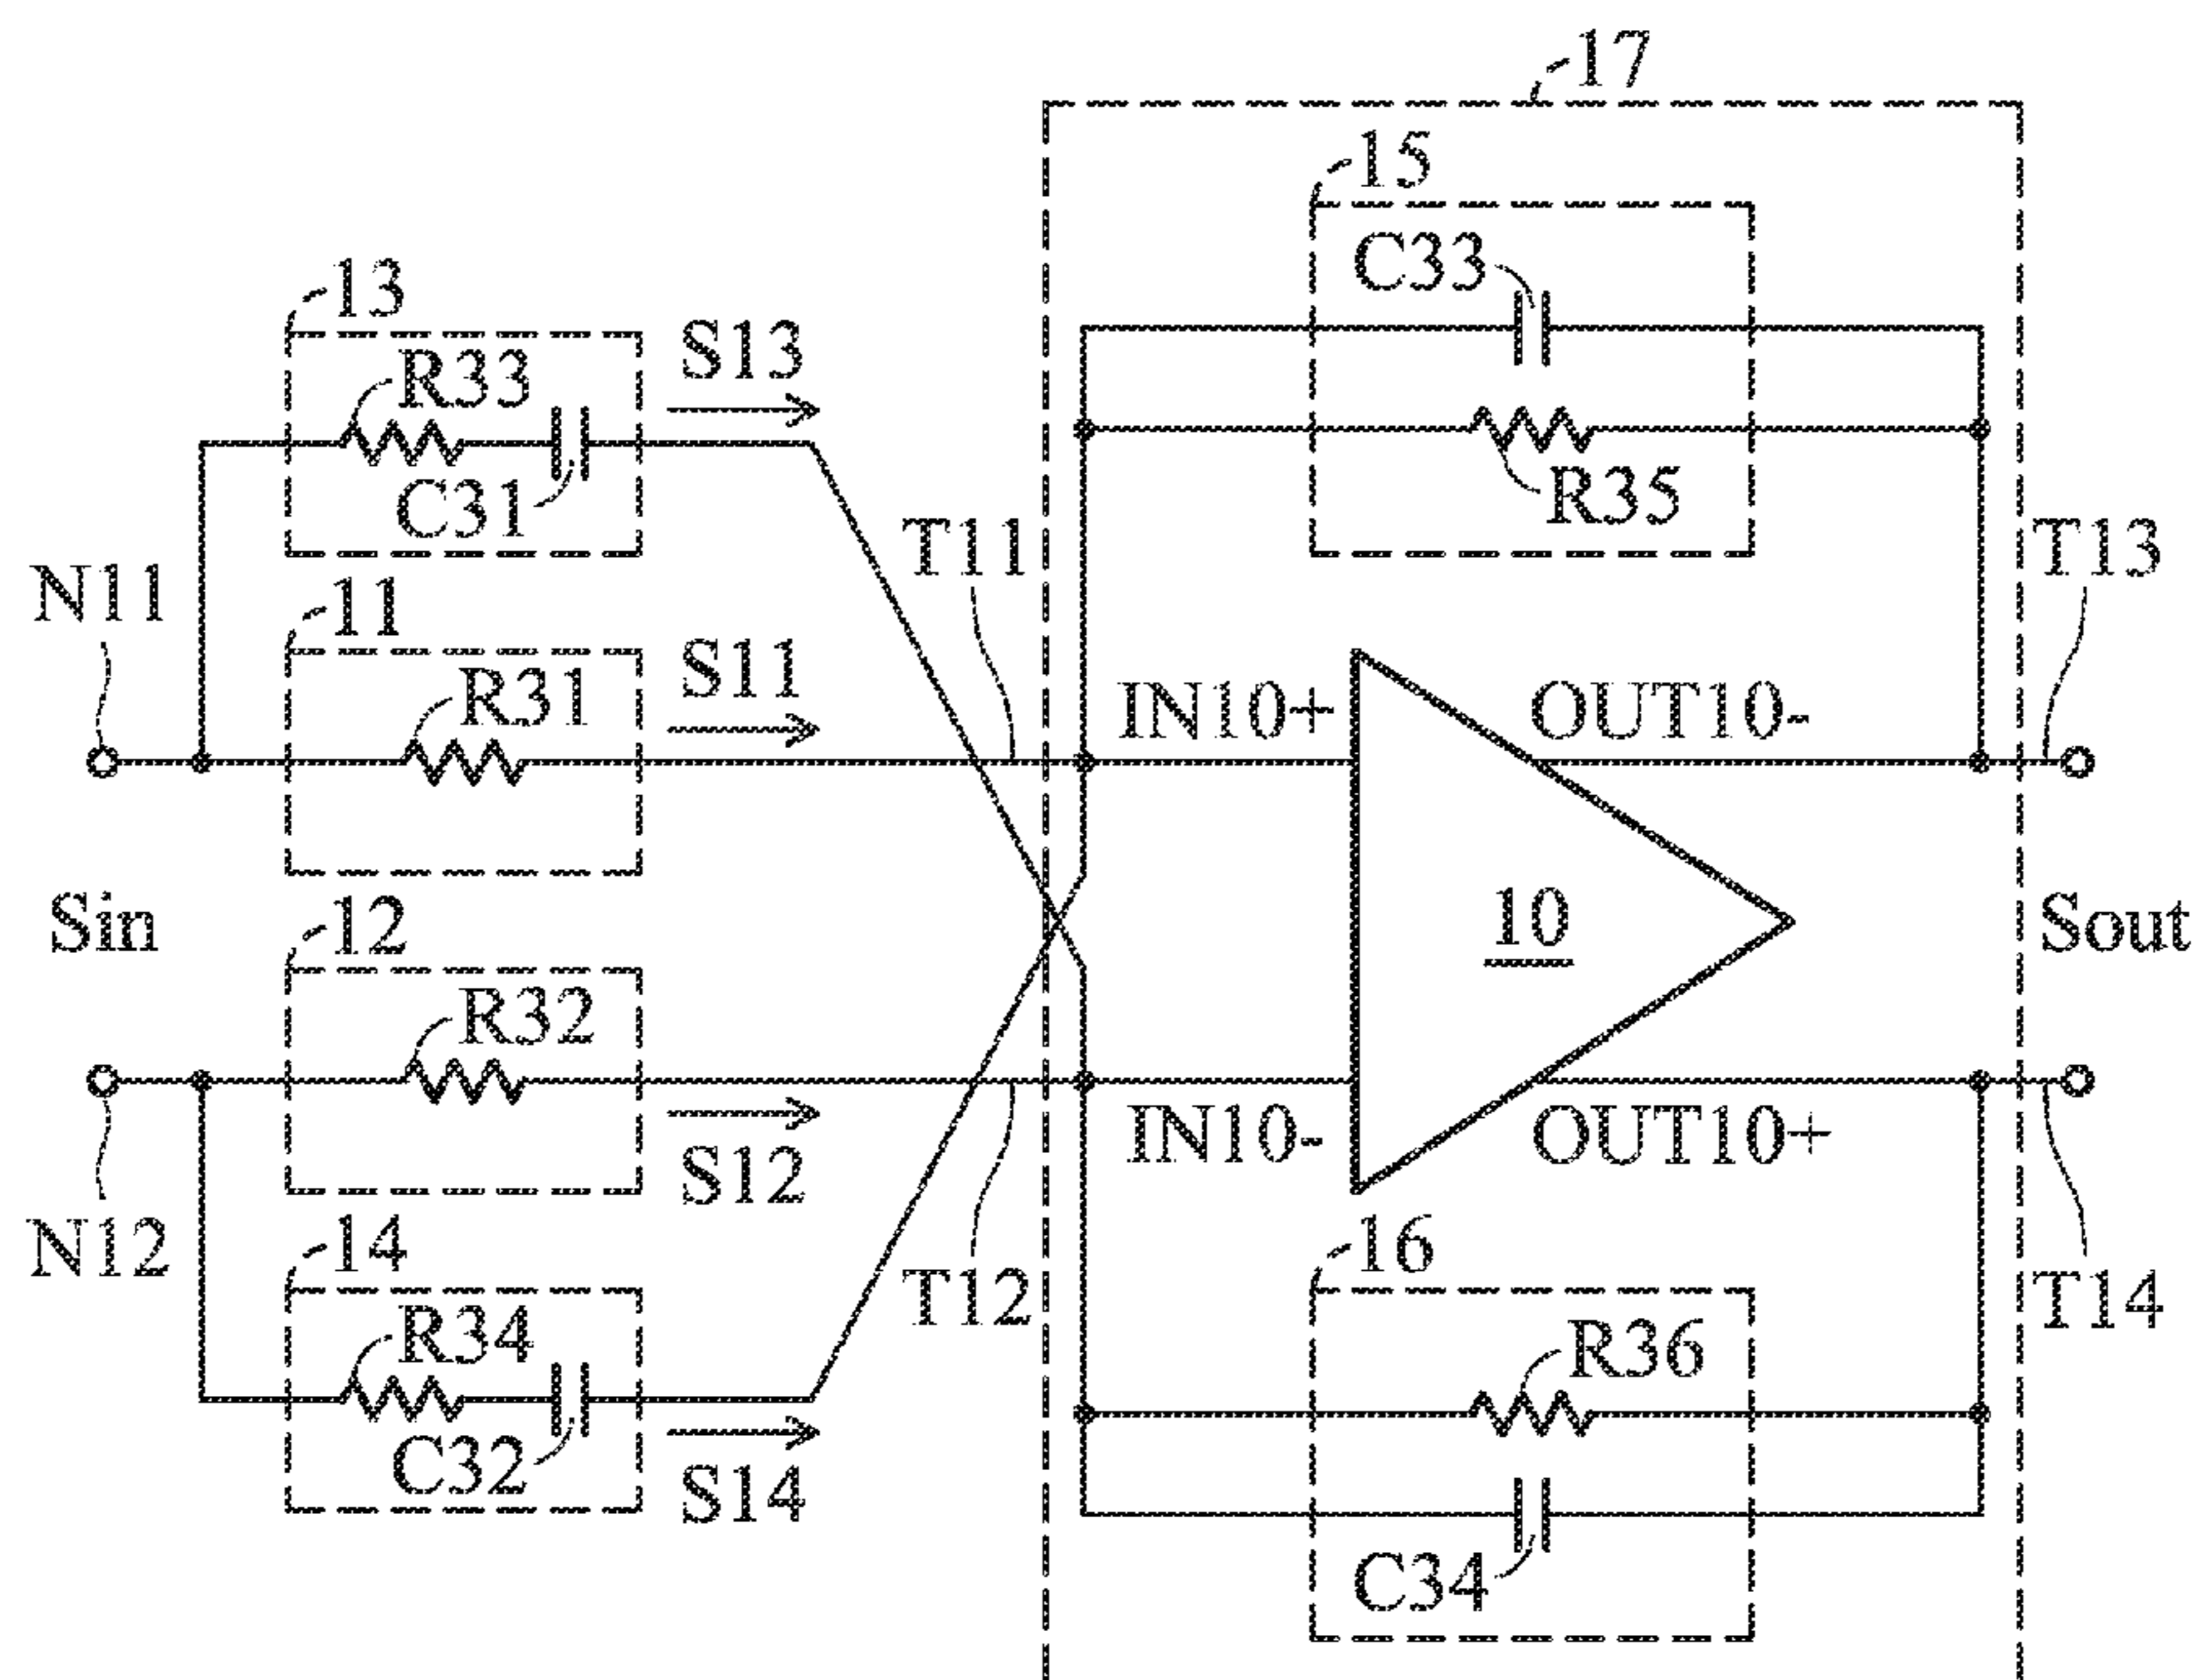 17
15
C33
13
S13
R33
C31
R35
T11
T13
N11
11
S11
R31
IN10+
OUT10-
Sin
10
Sout
12
R32
IN10-
OUT10+
S12
N12
14
16
T12
T14
R34
R36
C32
S14
C34